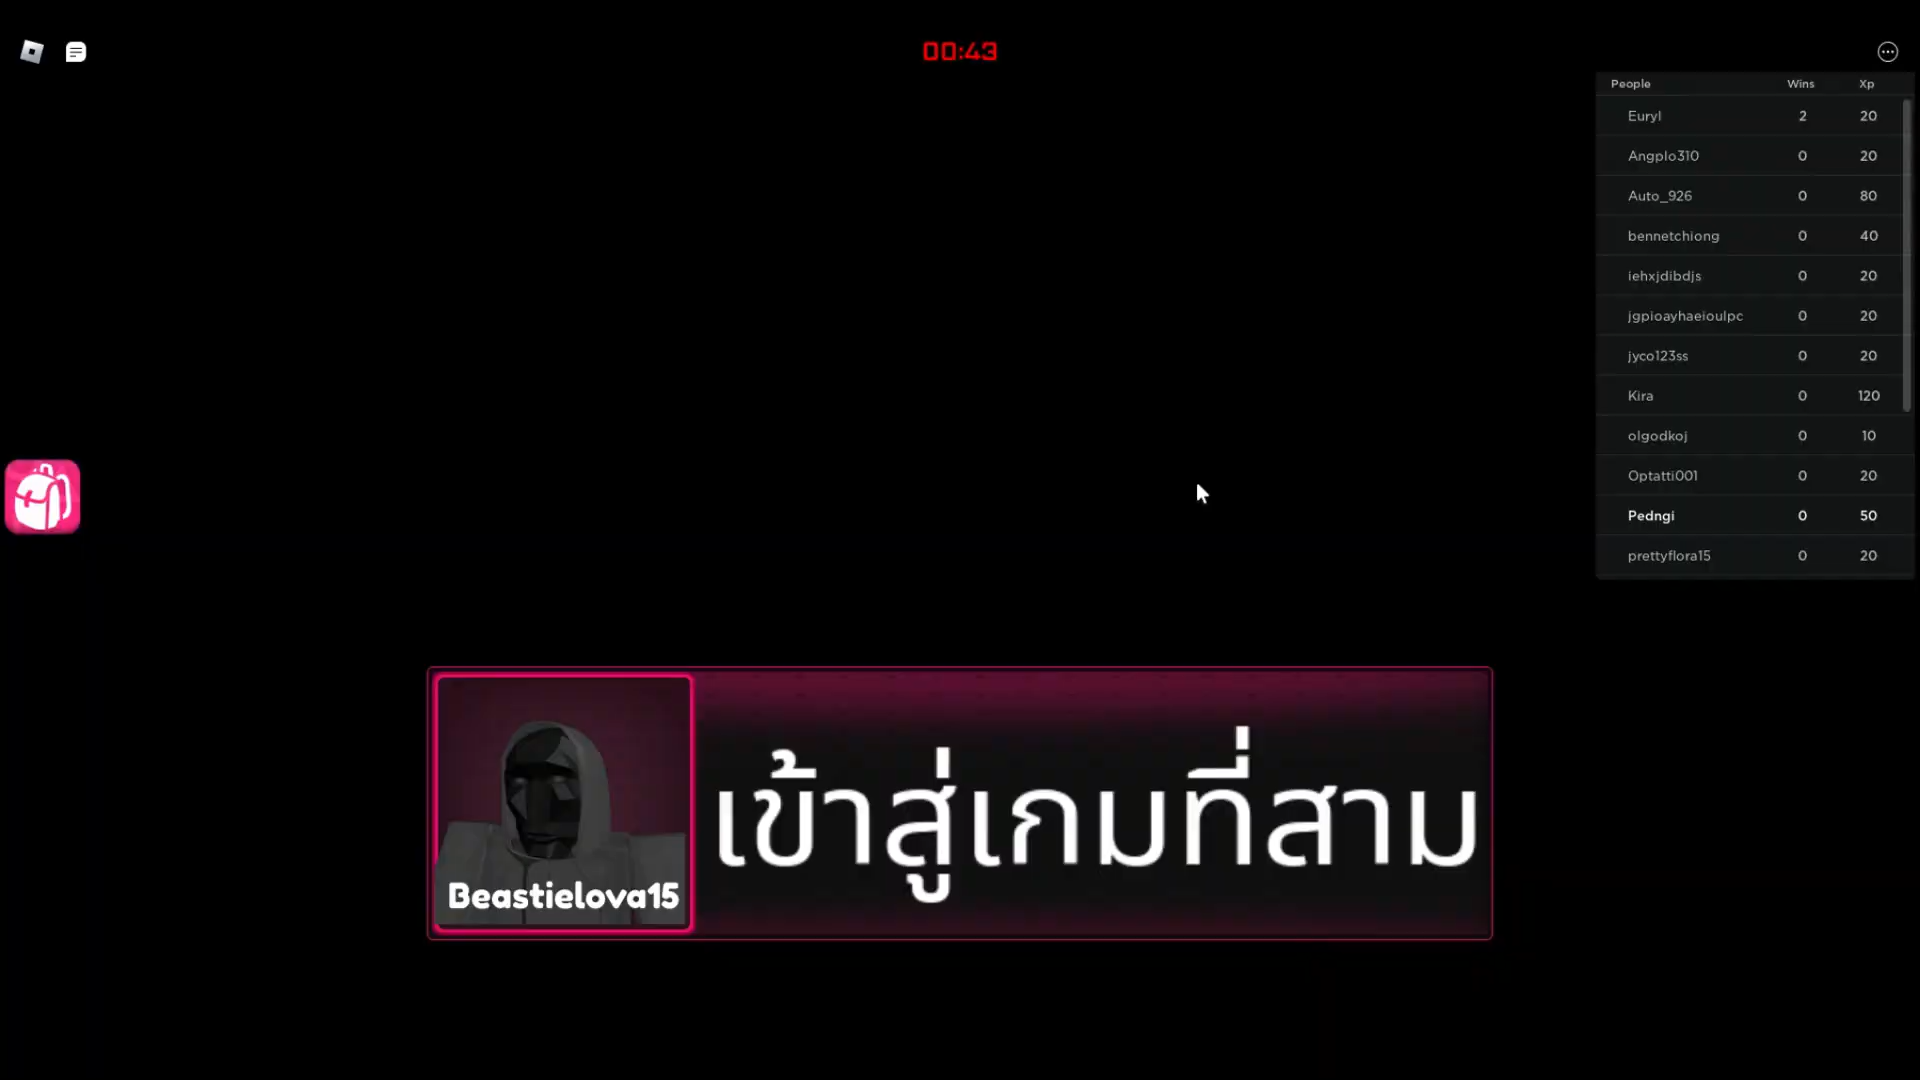 00:43
People Wins Xp
Euryl 2 20
Angplo310 0 20
Auto_926 0 80
bennetchiong 0 40
iehxjdibdjs 0 20
jgpioayhaeioulpc 0 20
jyco123ss 0 20
Kira 0 120
olgodkoj 0 10
Optatti001 0 20
Pedngi 0 50
prettyflora15 0 20
เข้าสู่เกมที่สาม
Beastielova15